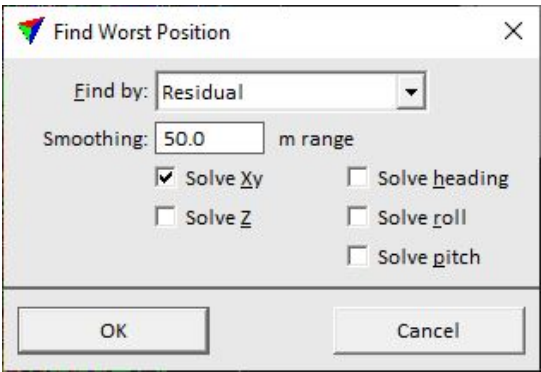 Find Worst Position
Find by: Residual
Smoothing: 50.0 m range
Solve Xy Solve heading
Solve Z Solve roll
Solve pitch
OK Cancel